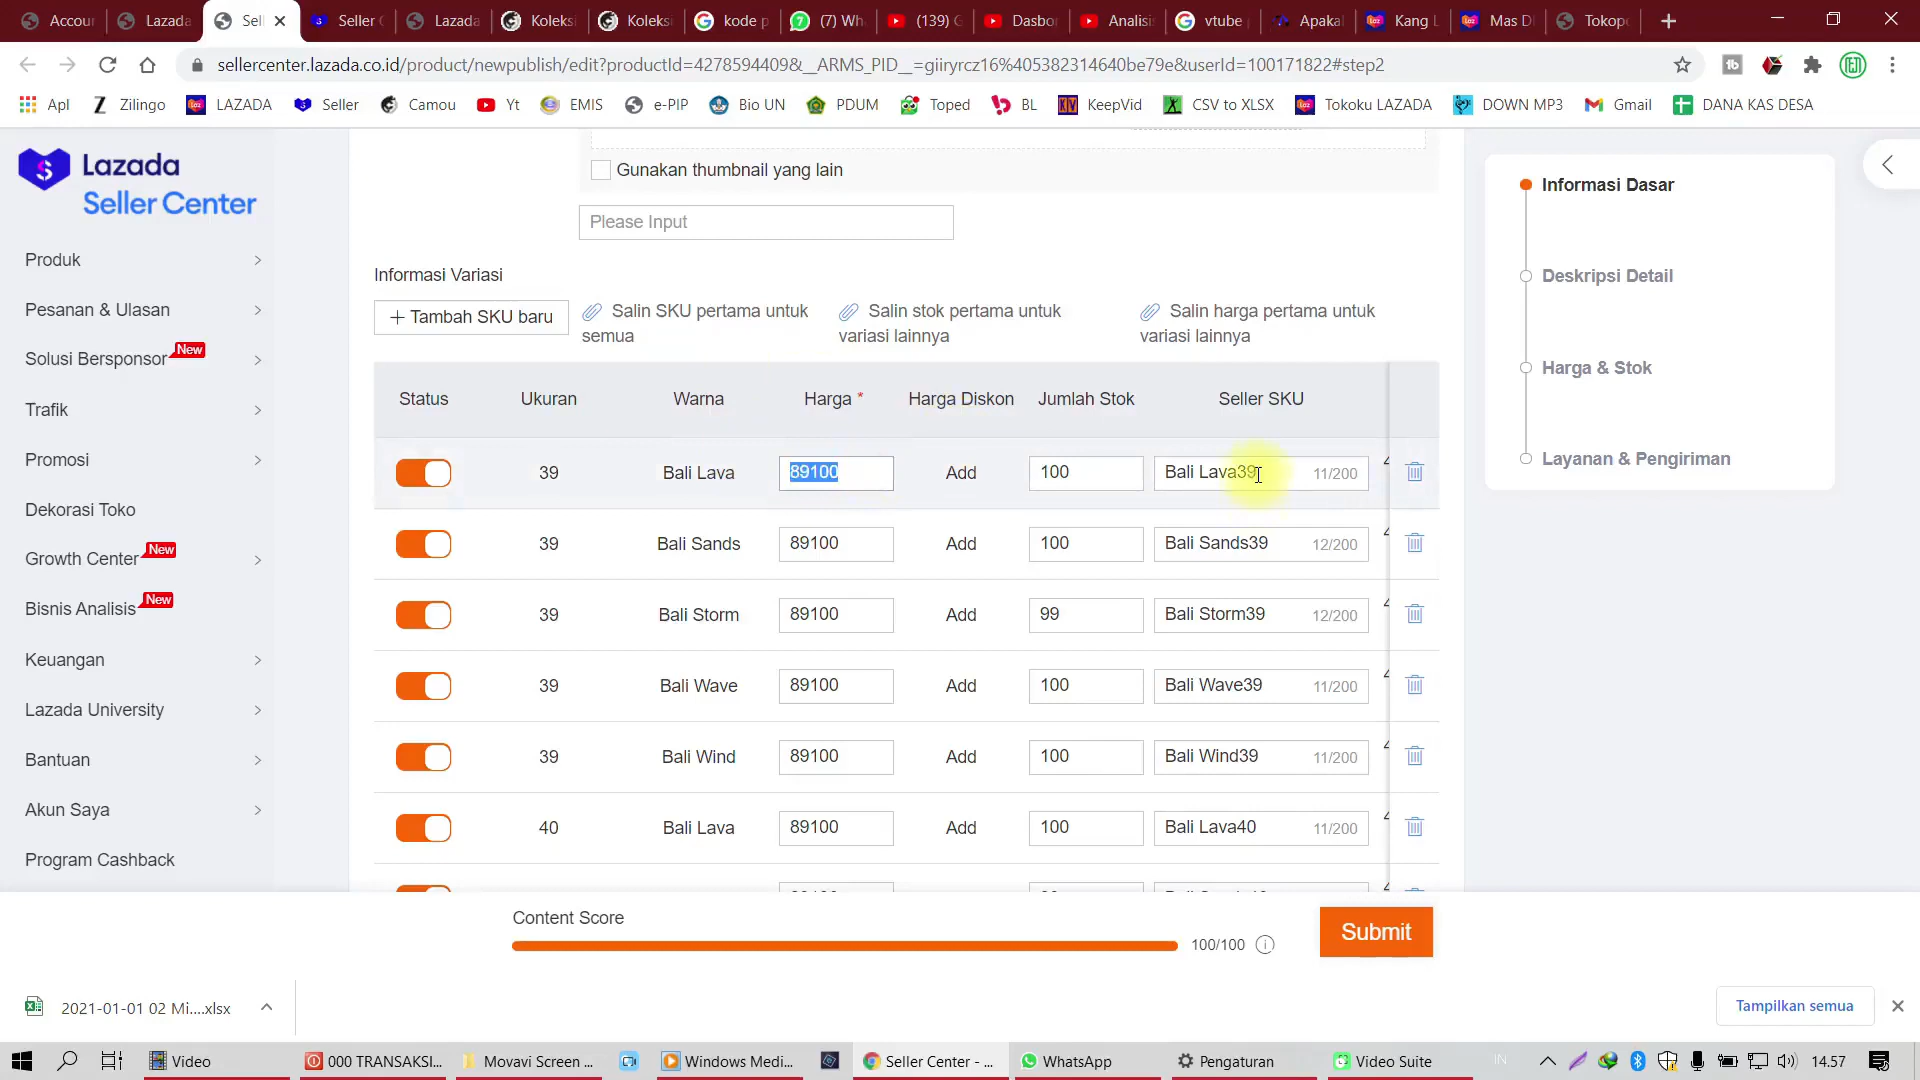 Accour
Lazada
Sell
Seller (
Lazada
Koleksi
Koleksi
kode p
(7) Wh
(139) G
Dasbor
Analisi
vtube
Apakal
Kang L
Mas D
Tokope
sellercenter.lazada.co.id/product/newpublish/edit?productId=4278594409&__ARMS_PID__=giiryrcz16%405382314640be79e&userId=100171822#step2
Apl
Zilingo
LAZADA
Seller
Camou
Yt
EMIS
e-PIP
Bio UN
PDUM
Toped
BL
KeepVid
CSV to XLSX
Tokoku LAZADA
DOWN MP3
Gmail
DANA KAS DESA
Lazada
Seller Center
Produk
Pesanan & Ulasan
Solusi Bersponsor New
Trafik
Promosi
Dekorasi Toko
Growth Center New
Bisnis Analisis New
Keuangan
Lazada University
Bantuan
Akun Saya
Program Cashback
Gunakan thumbnail yang lain
Please Input
Informasi Variasi
+ Tambah SKU baru
Salin SKU pertama untuk
semua
Salin stok pertama untuk
variasi lainnya
Salin harga pertama untuk
variasi lainnya
Status Ukuran Warna Harga * Harga Diskon Jumlah Stok Seller SKU
39 Bali Lava 89100 Add 100 Bali Lava39 11/200
39 Bali Sands 89100 Add 100 Bali Sands39 12/200
39 Bali Storm 89100 Add 99 Bali Storm39 12/200
39 Bali Wave 89100 Add 100 Bali Wave39 11/200
39 Bali Wind 89100 Add 100 Bali Wind39 11/200
40 Bali Lava 89100 Add 100 Bali Lava40 11/200
Informasi Dasar
Deskripsi Detail
Harga & Stok
Layanan & Pengiriman
Content Score
100/100
Submit
2021-01-01 02 Mi....xlsx
Tampilkan semua
Video
000 TRANSAKSI...
Movavi Screen ...
Windows Medi...
Seller Center - ...
WhatsApp
Pengaturan
Video Suite
IN
14.57